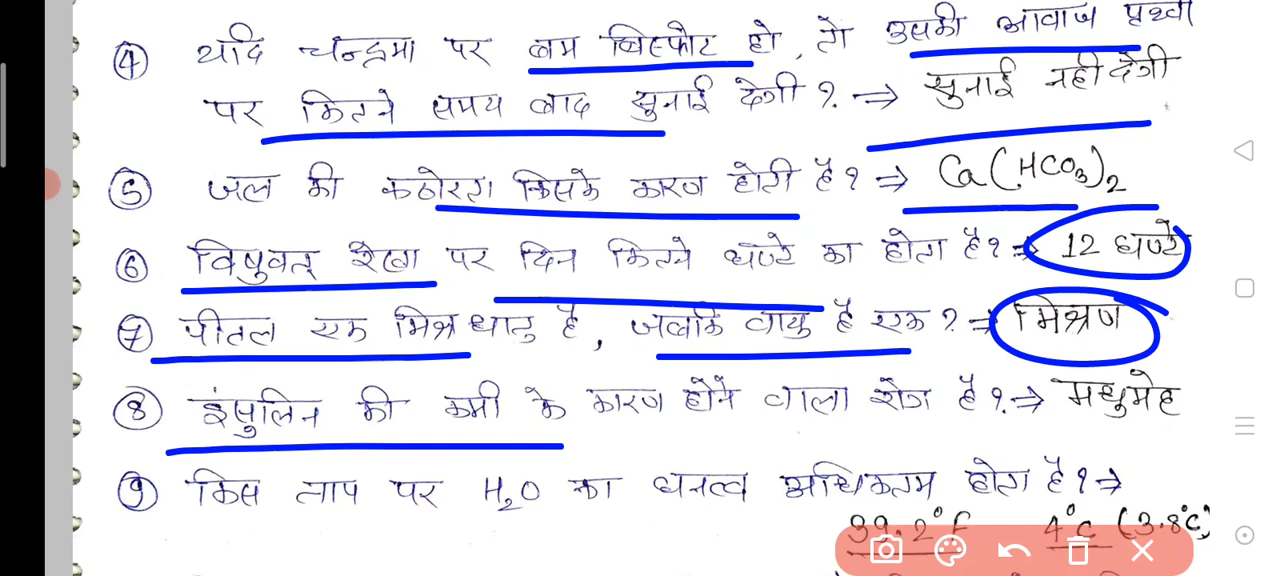 ④ यदि चन्द्रमा पर बम विस्फोट हो, तो उसकी आवाज पृथ्वी
पर कितने समय बाद सुनाई देगी? ⇒ सुनाई नहीं देगी
⑤ जल की कठोरता किसके कारण होती है? ⇒ Ca(HCO₃)₂
⑥ विषुवत् रेखा पर दिन कितने घण्टे का होता है? ⇒ 12 घण्टे
⑦ पीतल एक मिश्र धातु है, जबकि वायु है एक? ⇒ मिश्रण
⑧ इंसुलिन की कमी के कारण होने वाला रोग है? ⇒ मधुमेह
⑨ किस ताप पर H₂O का घनत्व अधिकतम होता है? ⇒
39.2°F 4°C (3.8°C)